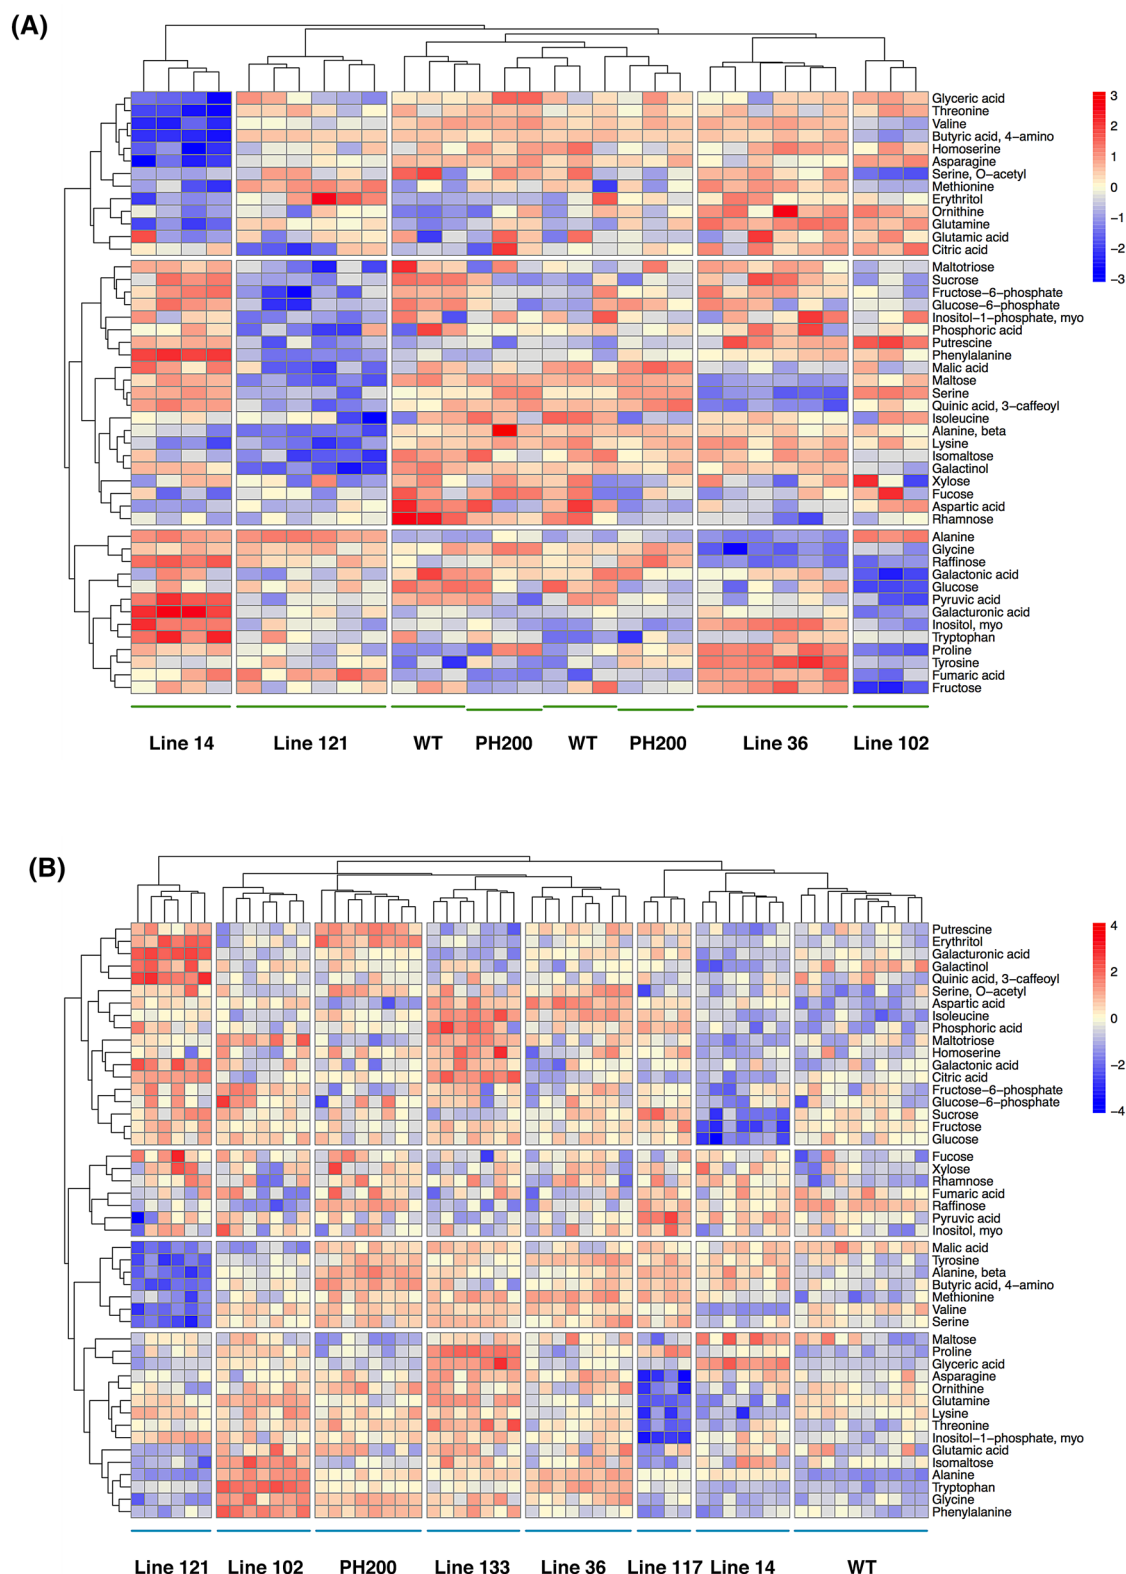 (A)
Glyceric acid
Threonine
Valine
Butyric acid, 4−amino
Homoserine
Asparagine
Serine, O−acetyl
Methionine
Erythritol
Ornithine
Glutamine
Glutamic acid
Citric acid
Maltotriose
Sucrose
Fructose−6−phosphate
Glucose−6−phosphate
Inositol−1−phosphate, myo
Phosphoric acid
Putrescine
Phenylalanine
Malic acid
Maltose
Serine
Quinic acid, 3−caffeoyl
Isoleucine
Alanine, beta
Lysine
Isomaltose
Galactinol
Xylose
Fucose
Aspartic acid
Rhamnose
Alanine
Glycine
Raffinose
Galactonic acid
Glucose
Pyruvic acid
Galacturonic acid
Inositol, myo
Tryptophan
Proline
Tyrosine
Fumaric acid
Fructose
3
2
1
0
−1
−2
−3
Line 14 Line 121 WT PH200 WT PH200 Line 36 Line 102
(B)
Putrescine
Erythritol
Galacturonic acid
Galactinol
Quinic acid, 3−caffeoyl
Serine, O−acetyl
Aspartic acid
Isoleucine
Phosphoric acid
Maltotriose
Homoserine
Galactonic acid
Citric acid
Fructose−6−phosphate
Glucose−6−phosphate
Sucrose
Fructose
Glucose
Fucose
Xylose
Rhamnose
Fumaric acid
Raffinose
Pyruvic acid
Inositol, myo
Malic acid
Tyrosine
Alanine, beta
Butyric acid, 4−amino
Methionine
Valine
Serine
Maltose
Proline
Glyceric acid
Asparagine
Ornithine
Glutamine
Lysine
Threonine
Inositol−1−phosphate, myo
Glutamic acid
Isomaltose
Alanine
Tryptophan
Glycine
Phenylalanine
4
2
0
−2
−4
Line 121 Line 102 PH200 Line 133 Line 36 Line 117 Line 14 WT